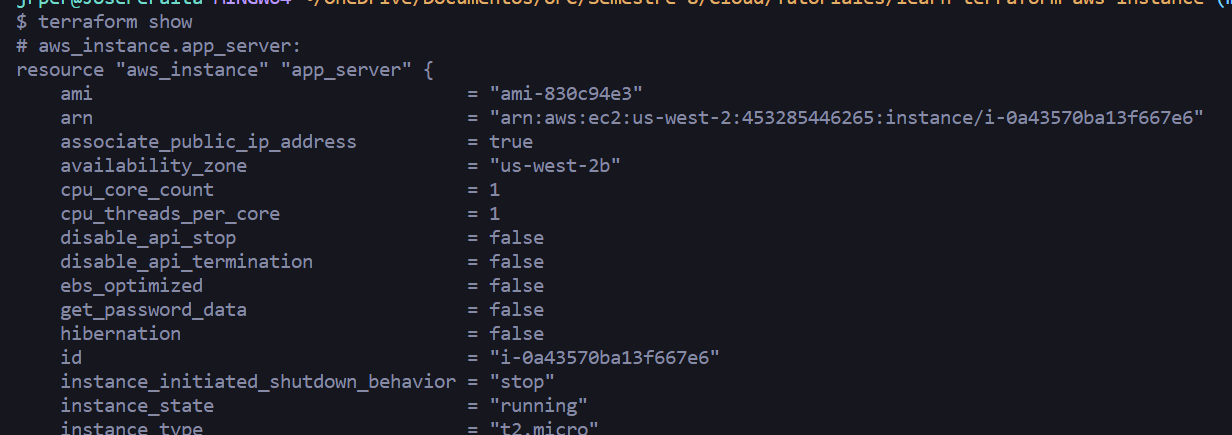 $ terraform show
# aws_instance.app_server:
resource "aws_instance" "app_server" {
    ami                                  = "ami-830c94e3"
    arn                                  = "arn:aws:ec2:us-west-2:453285446265:instance/i-0a43570ba13f667e6"
    associate_public_ip_address          = true
    availability_zone                    = "us-west-2b"
    cpu_core_count                       = 1
    cpu_threads_per_core                 = 1
    disable_api_stop                     = false
    disable_api_termination              = false
    ebs_optimized                        = false
    get_password_data                    = false
    hibernation                          = false
    id                                   = "i-0a43570ba13f667e6"
    instance_initiated_shutdown_behavior = "stop"
    instance_state                       = "running"
    instance_type                        = "t2.micro"